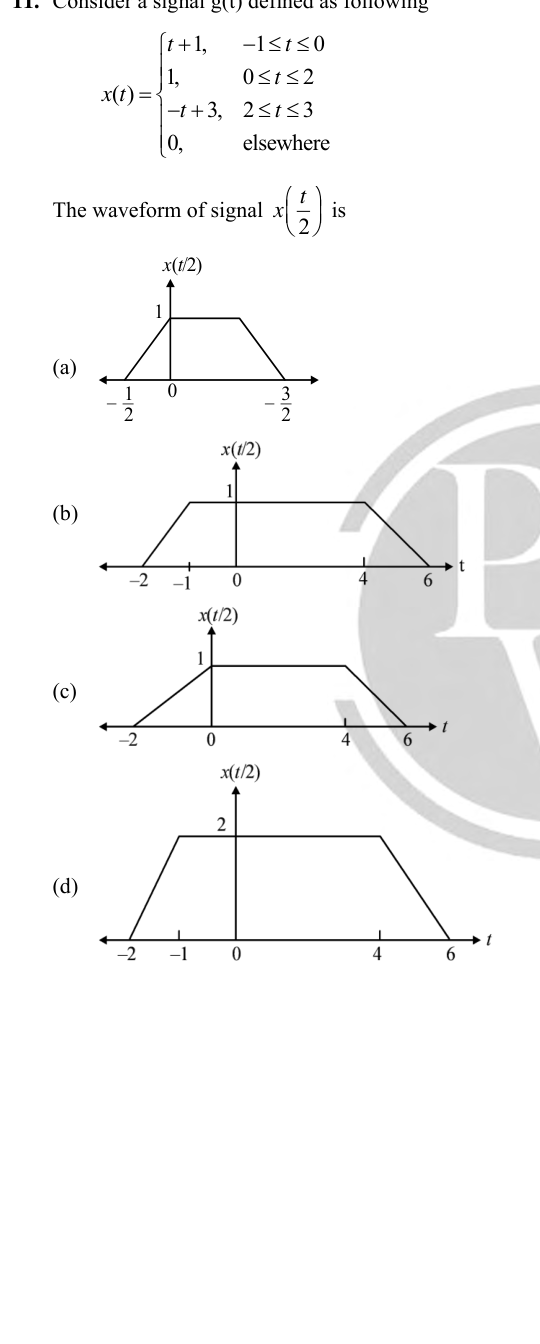 11. Consider a signal g(t) defined as following
x(t) = { t+1, −1≤t≤0
1, 0≤t≤2
−t+3, 2≤t≤3
0, elsewhere
The waveform of signal x(t/2) is
x(t/2)
1
(a)
−1/2 0 −3/2
x(t/2)
1
(b)
t
−2 −1 0 4 6
x(t/2)
1
(c)
t
−2 0 4 6
x(t/2)
2
(d)
t
−2 −1 0 4 6